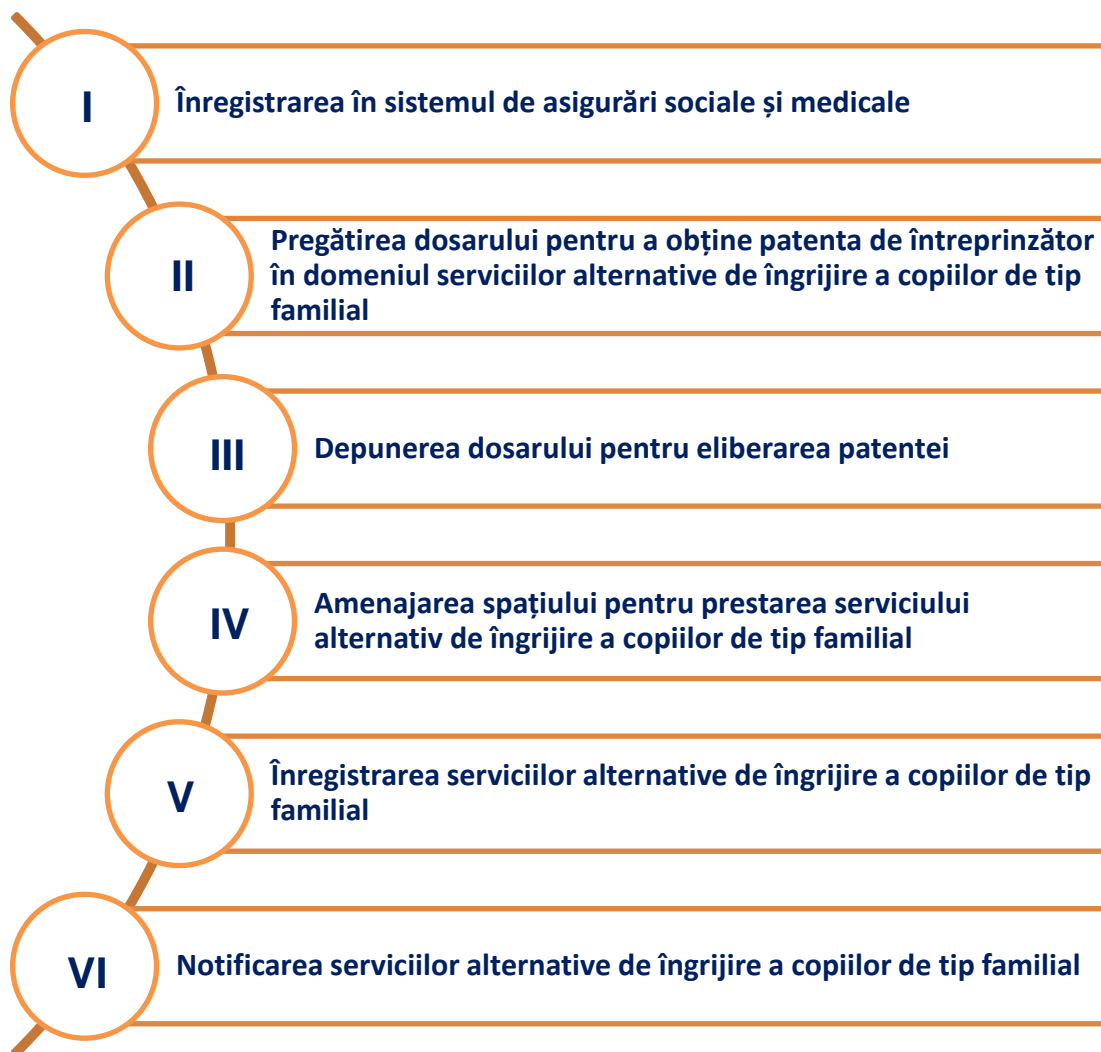 I
Înregistrarea în sistemul de asigurări sociale și medicale
II
Pregătirea dosarului pentru a obține patenta de întreprinzător
în domeniul serviciilor alternative de îngrijire a copiilor de tip
familial
III
Depunerea dosarului pentru eliberarea patentei
IV
Amenajarea spațiului pentru prestarea serviciului
alternativ de îngrijire a copiilor de tip familial
V
Înregistrarea serviciilor alternative de îngrijire a copiilor de tip
familial
VI
Notificarea serviciilor alternative de îngrijire a copiilor de tip familial